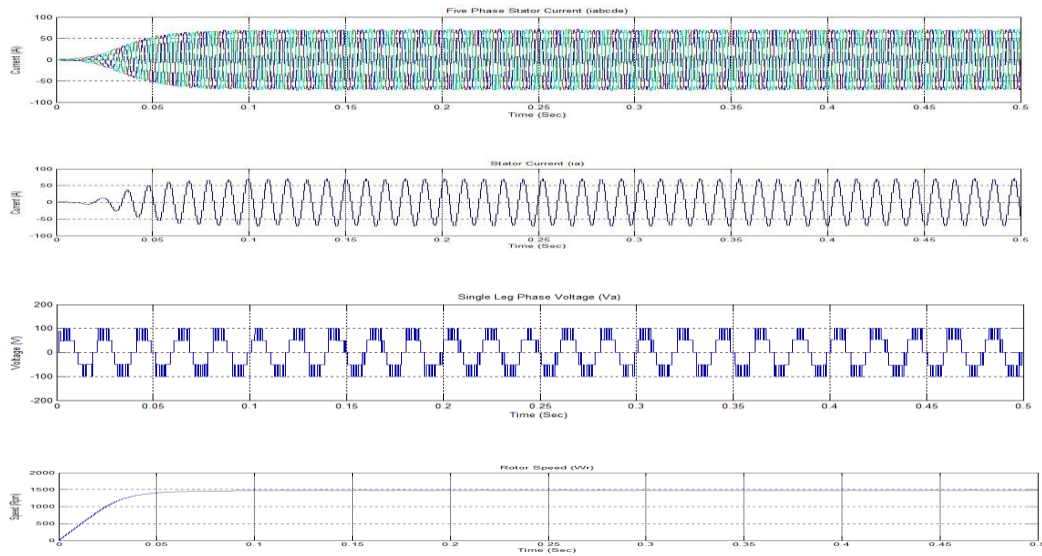 Five Phase Stator Current (iabcde)
Current (A)
100
50
0
-50
-100
0 0.05 0.1 0.15 0.2 0.25 0.3 0.35 0.4 0.45 0.5
Time (Sec)
Stator Current (ia)
Current (A)
100
50
0
-50
-100
0 0.05 0.1 0.15 0.2 0.25 0.3 0.35 0.4 0.45 0.5
Time (Sec)
Single Leg Phase Voltage (Va)
Voltage (V)
200
100
0
-100
-200
0 0.05 0.1 0.15 0.2 0.25 0.3 0.35 0.4 0.45 0.5
Time (Sec)
Rotor Speed (Wr)
Speed (Rpm)
2000
1500
1000
500
0
0 0.05 0.1 0.15 0.2 0.25 0.3 0.35 0.4 0.45 0.5
Time (Sec)